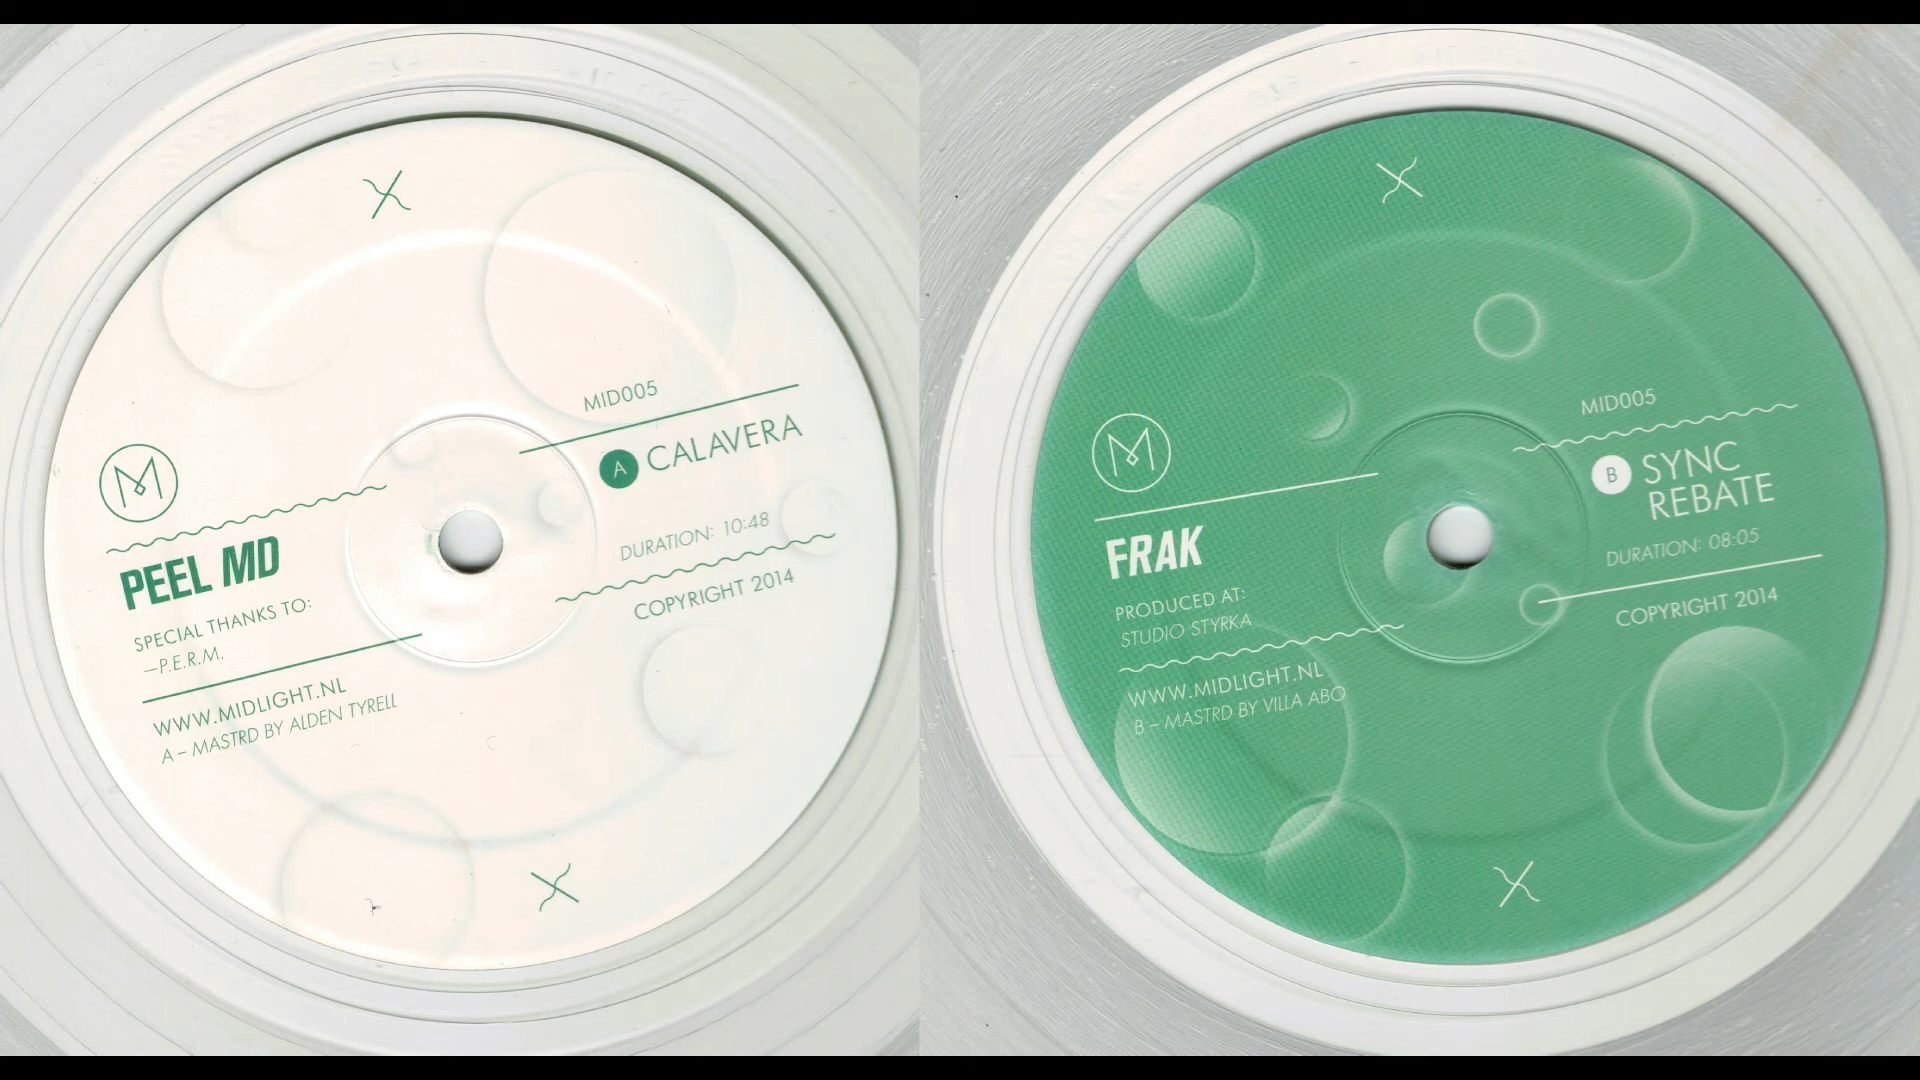 MID005
A CALAVERA
DURATION: 10:48
COPYRIGHT 2014
M
PEEL MD
SPECIAL THANKS TO:
—P.E.R.M.
WWW.MIDLIGHT.NL
A – MASTRD BY ALDEN TYRELL
MID005
B SYNC
REBATE
DURATION: 08:05
COPYRIGHT 2014
M
FRAK
PRODUCED AT:
STUDIO STYRKA
WWW.MIDLIGHT.NL
B – MASTRD BY VILLA ABO